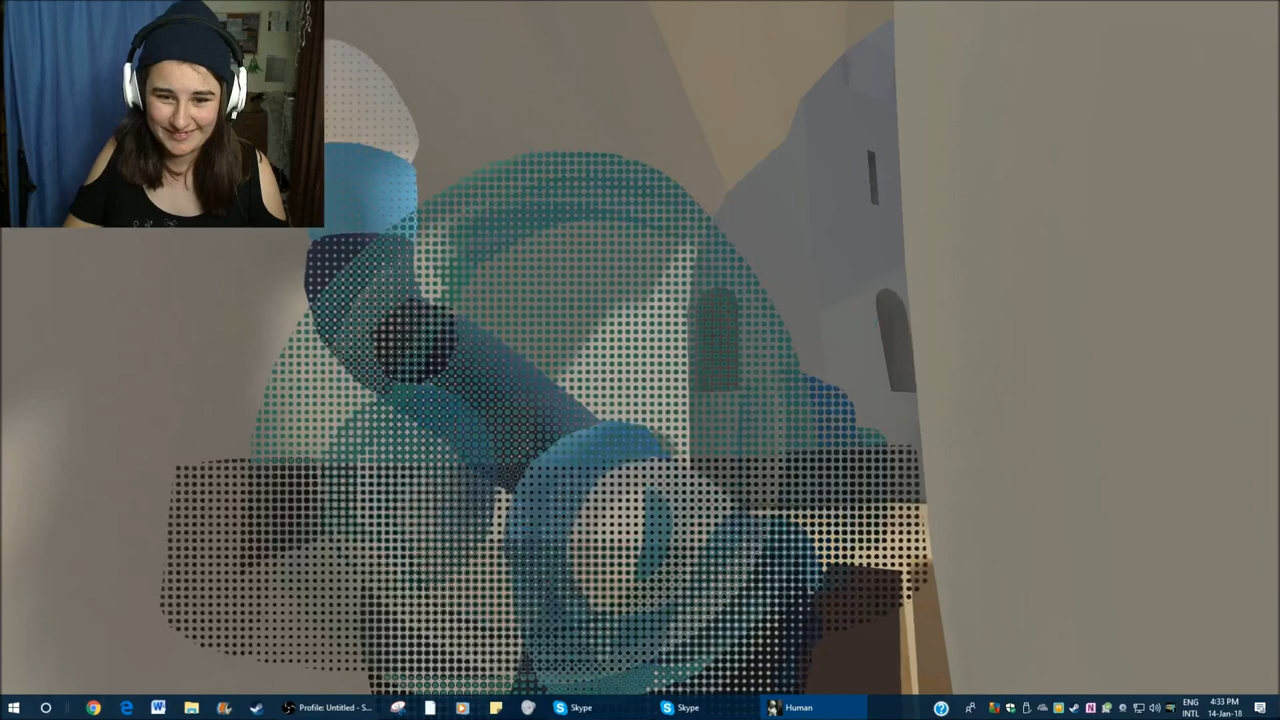 Profile: Untitled - S...
Skype
Skype
Human
ENG
INTL
4:33 PM
14-Jan-18